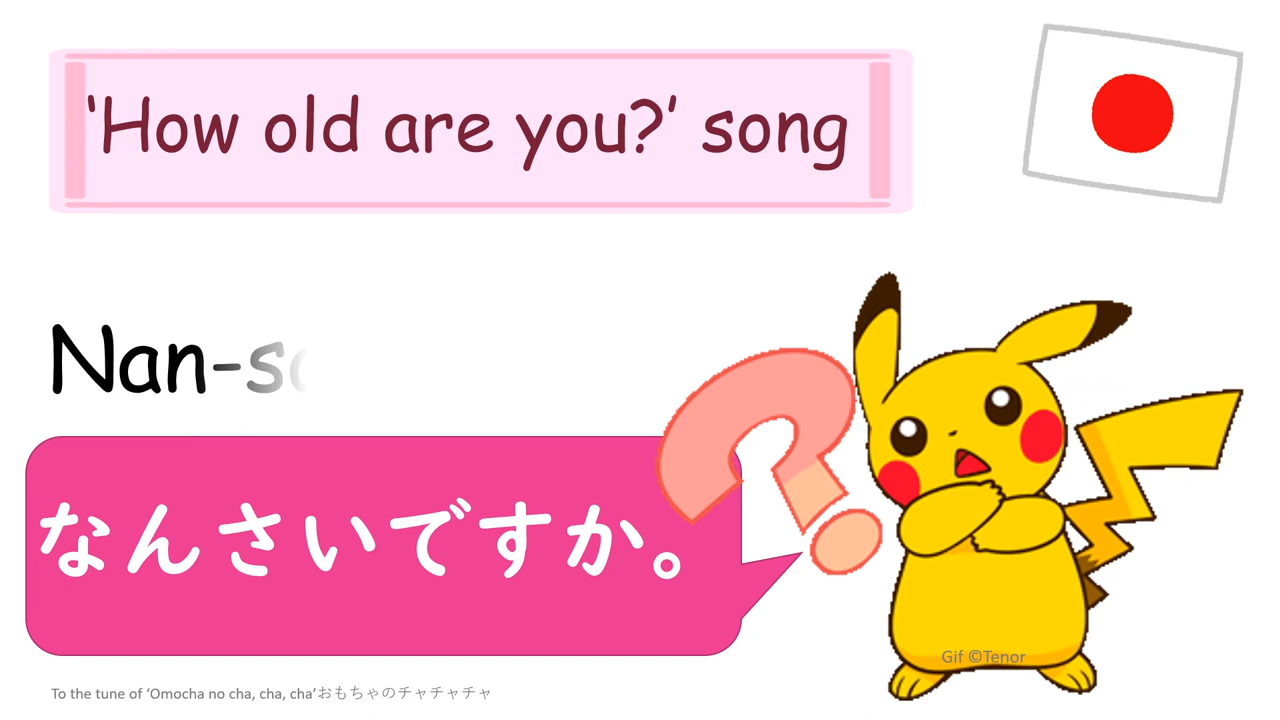 ‘How old are you?’ song
Nan-s
なんさいですか。
Gif ©Tenor
To the tune of ‘Omocha no cha, cha, cha’おもちゃのチャチャチャ